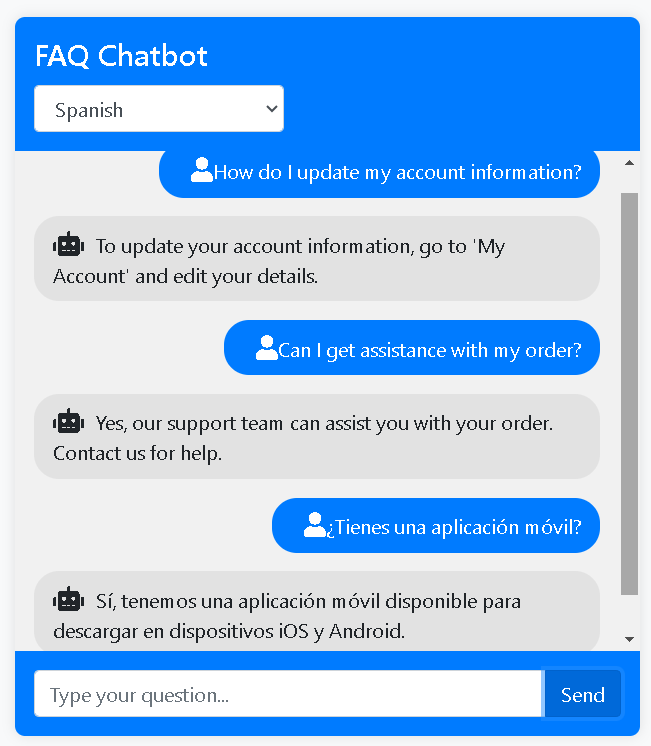 FAQ Chatbot
Spanish
How do I update my account information?
To update your account information, go to 'My
Account' and edit your details.
Can I get assistance with my order?
Yes, our support team can assist you with your order.
Contact us for help.
¿Tienes una aplicación móvil?
Sí, tenemos una aplicación móvil disponible para
descargar en dispositivos iOS y Android.
Type your question...
Send